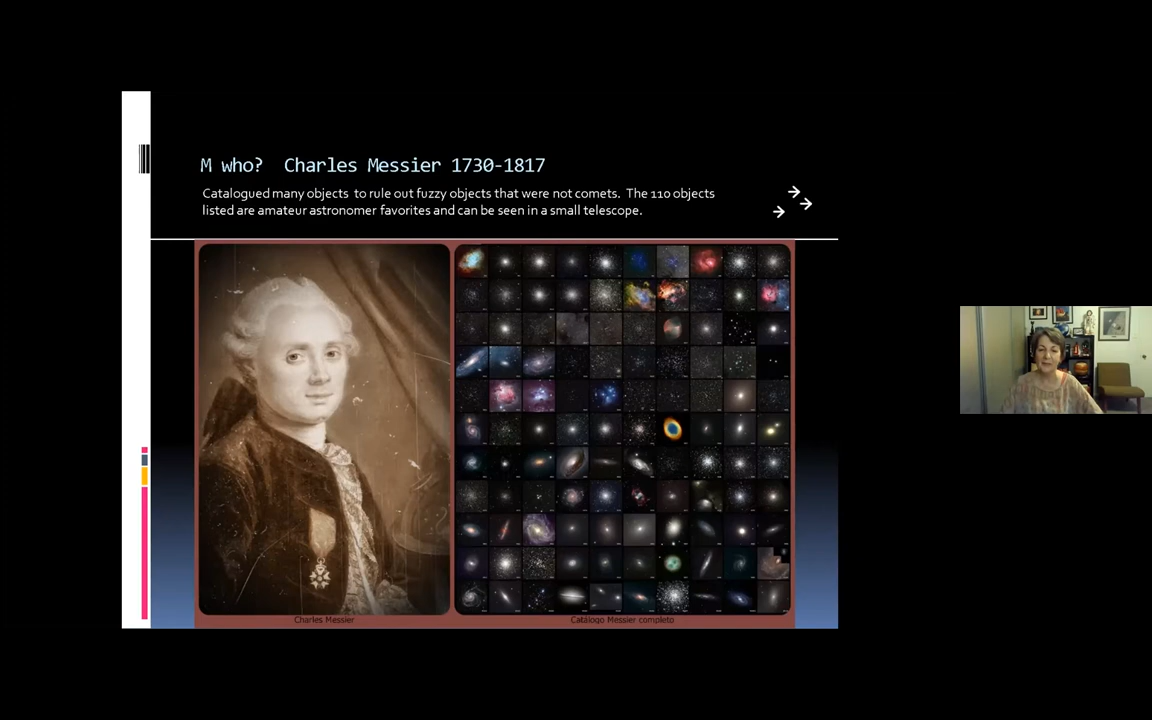 M who? Charles Messier 1730-1817
Catalogued many objects to rule out fuzzy objects that were not comets. The 110 objects
listed are amateur astronomer favorites and can be seen in a small telescope.
Charles Messier
Catálogo Messier completo